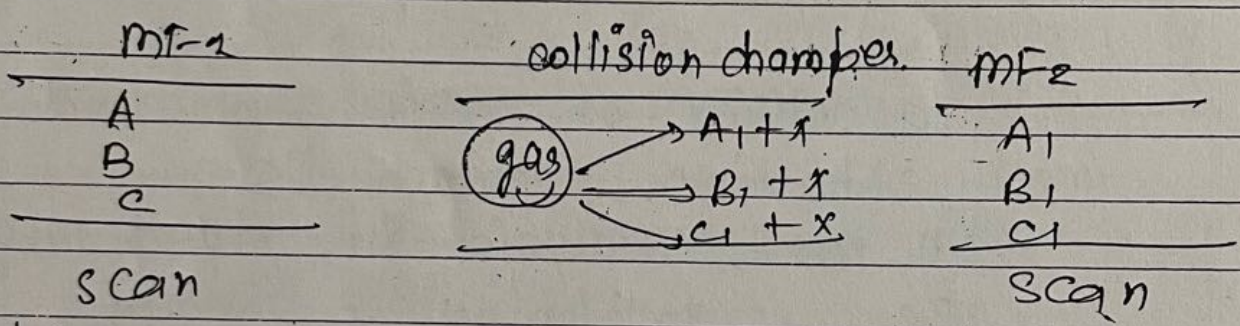 MF-1 collision chamber. MF2
A A1 + x A1
B gas B1 + x B1
C C1 + x C1
scan scan